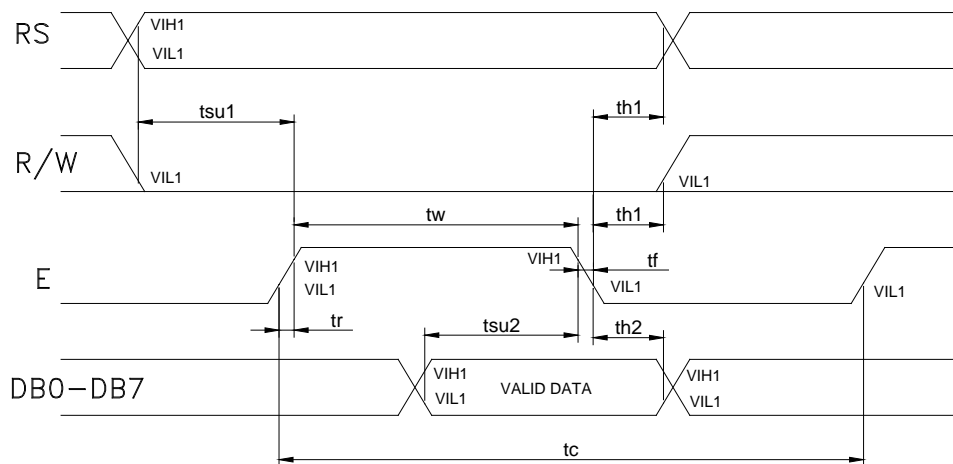 RS
VIH1
VIL1
tsu1
th1
R/W
VIL1
VIL1
tw
th1
E
VIH1
VIL1
VIH1
tf
VIL1
VIL1
tr
tsu2
th2
DB0-DB7
VIH1
VIL1
VALID DATA
VIH1
VIL1
tc